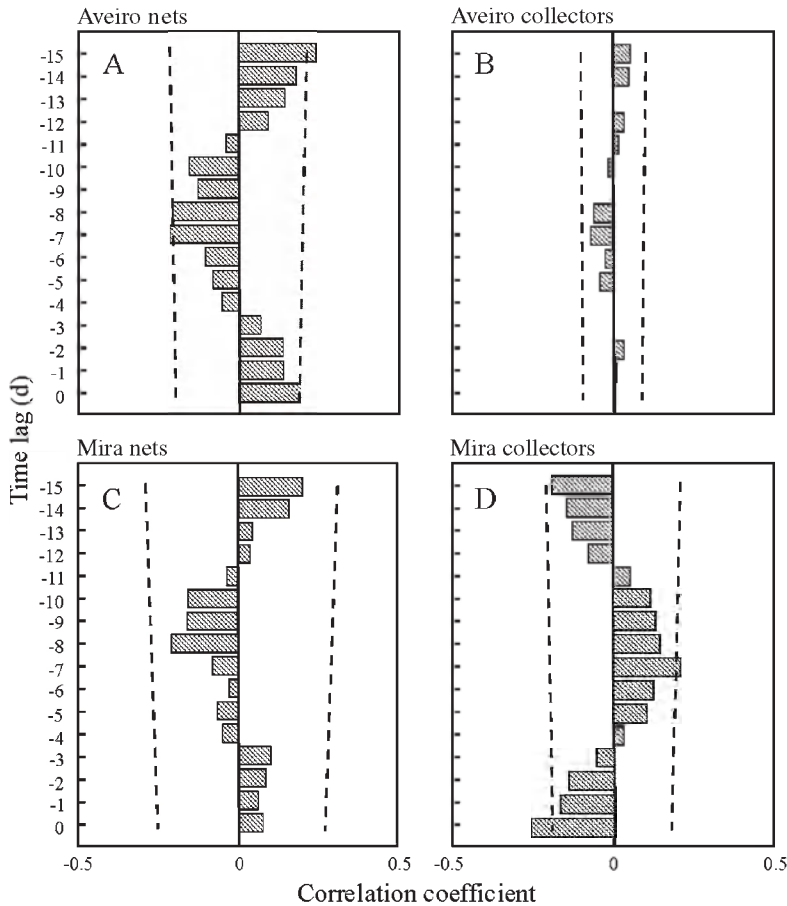 Aveiro nets
Aveiro collectors
A
B
-15
-14
-13
-12
-11
-10
-9
-8
-7
-6
-5
-4
-3
-2
-1
0
Time lag (d)
Mira nets
Mira collectors
C
D
-15
-14
-13
-12
-11
-10
-9
-8
-7
-6
-5
-4
-3
-2
-1
0
-0.5 0 0.5 -0.5 0 0.5
Correlation coefficient